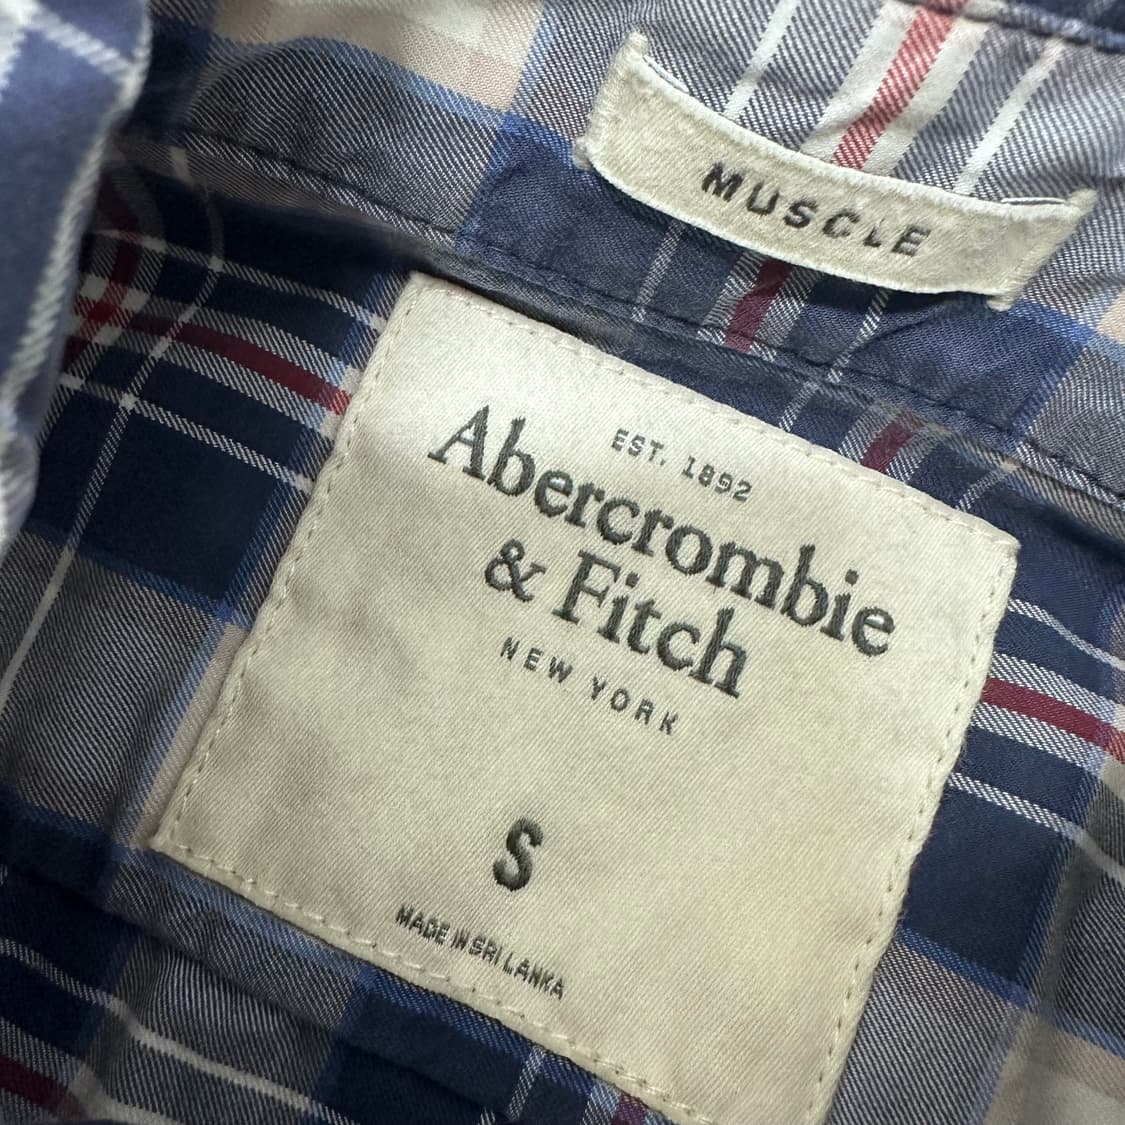 MUSCLE
EST. 1892
Abercrombie
& Fitch
NEW YORK
S
MADE IN SRI LANKA